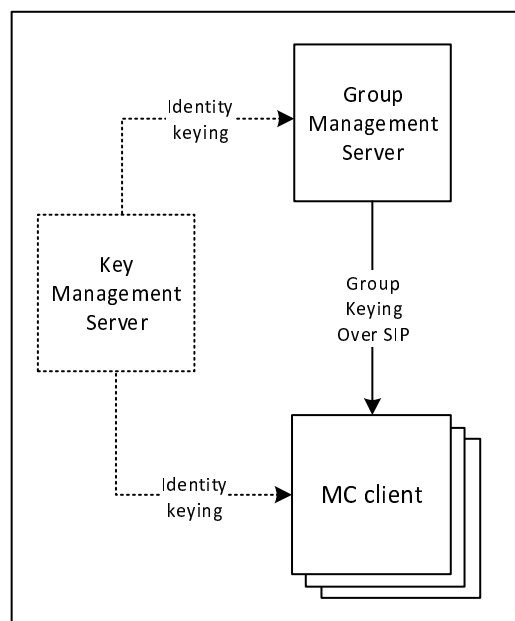 Group
Management
Server
Identity
keying
Key
Management
Server
Group
Keying
Over SIP
Identity
keying
MC client